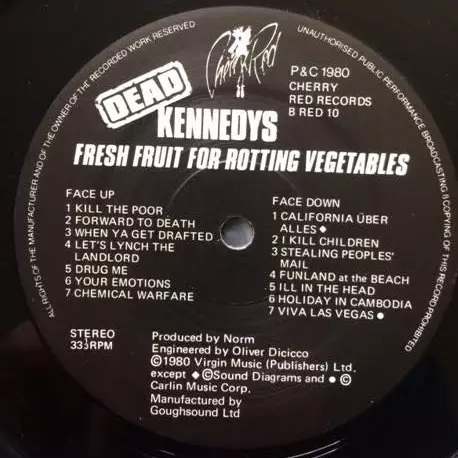 ALL RIGHTS OF THE MANUFACTURER AND OF THE OWNER OF THE RECORDED WORK RESERVED
UNAUTHORISED PUBLIC PERFORMANCE BROADCASTING & COPYING OF THIS RECORD PROHIBITED
Cherry Red
P & C 1980
CHERRY
RED RECORDS
B RED 10
DEAD
KENNEDYS
FRESH FRUIT FOR ROTTING VEGETABLES
FACE UP
1 KILL THE POOR
2 FORWARD TO DEATH
3 WHEN YA GET DRAFTED
4 LET'S LYNCH THE
LANDLORD
5 DRUG ME
6 YOUR EMOTIONS
7 CHEMICAL WARFARE
FACE DOWN
1 CALIFORNIA ÜBER
ALLES ◆
2 I KILL CHILDREN
3 STEALING PEOPLES'
MAIL
4 FUNLAND at the BEACH
5 ILL IN THE HEAD
6 HOLIDAY IN CAMBODIA
7 VIVA LAS VEGAS ●
STEREO
33⅓RPM
Produced by Norm
Engineered by Oliver Dicicco
©1980 Virgin Music (Publishers) Ltd.
except ◆ ©Sound Diagrams and ● ©
Carlin Music Corp.
Manufactured by
Goughsound Ltd